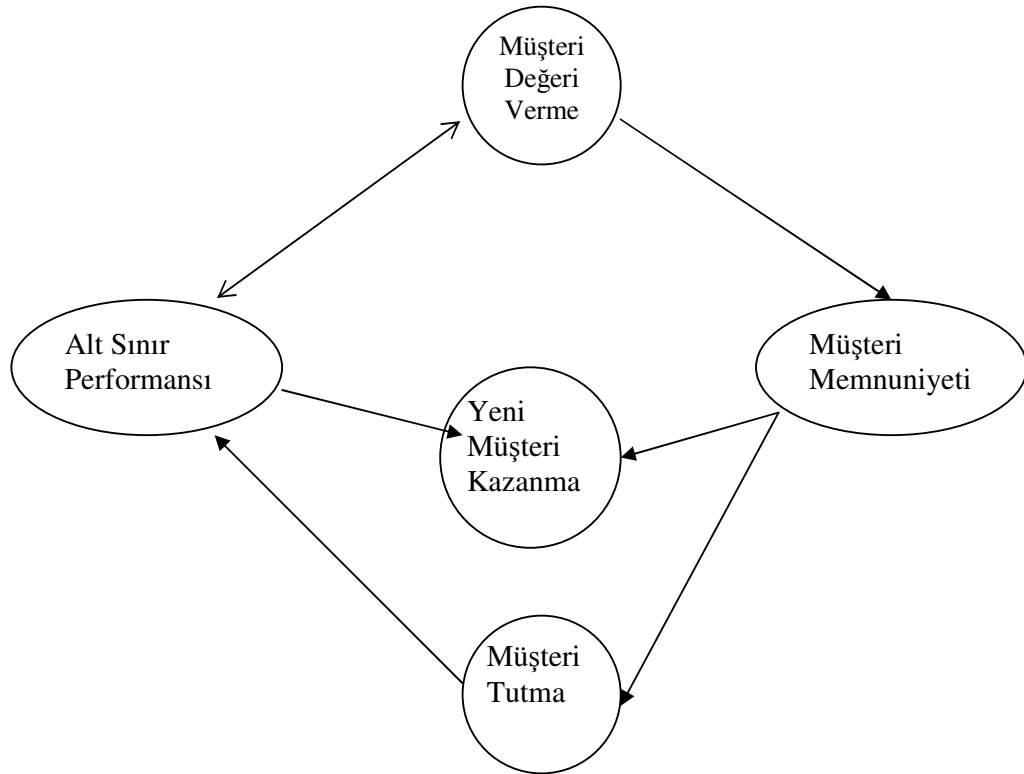 Müşteri
Değeri
Verme
Alt Sınır
Performansı
Müşteri
Memnuniyeti
Yeni
Müşteri
Kazanma
Müşteri
Tutma